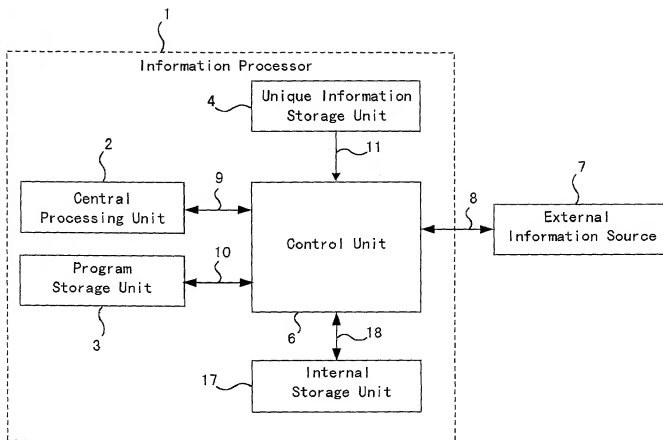 1
Information Processor
4
Unique Information
Storage Unit
11
2
Central
Processing Unit
9
Control Unit
8
7
External
Information Source
10
Program
Storage Unit
3
6
18
17
Internal
Storage Unit